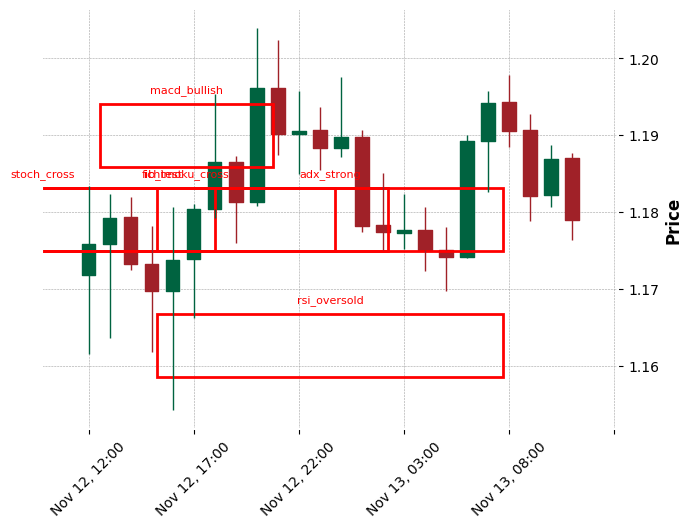 1.20
macd_bullish
1.19
stoch_cross
adx_strong
1.18
Price
1.17
rsi_oversold
1.16
Nov 12, 12:00
Nov 12, 17:00
Nov 12, 22:00
Nov 13, 03:00
Nov 13, 08:00